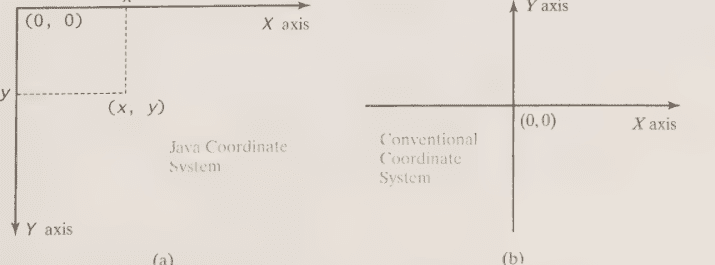 (0, 0)
X axis
y
(x, y)
Java Coordinate
System
Y axis
(a)
Y axis
(0,0)
X axis
Conventional
Coordinate
System
(b)